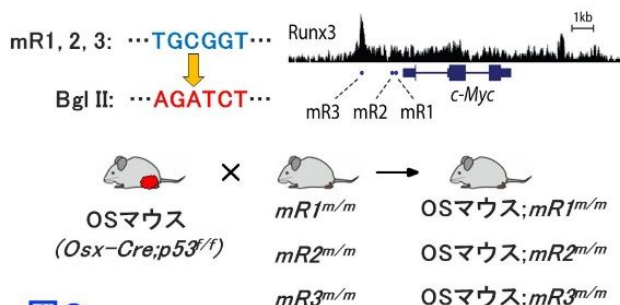 mR1, 2, 3: ···TGCGGT···
Bgl II: ···AGATCT···
Runx3
1kb
mR3 mR2 mR1
c-Myc
×
OSマウス
(Osx-Cre;p53f/f)
mR1m/m
mR2m/m
mR3m/m
OSマウス;mR1m/m
OSマウス;mR2m/m
OSマウス;mR3m/m